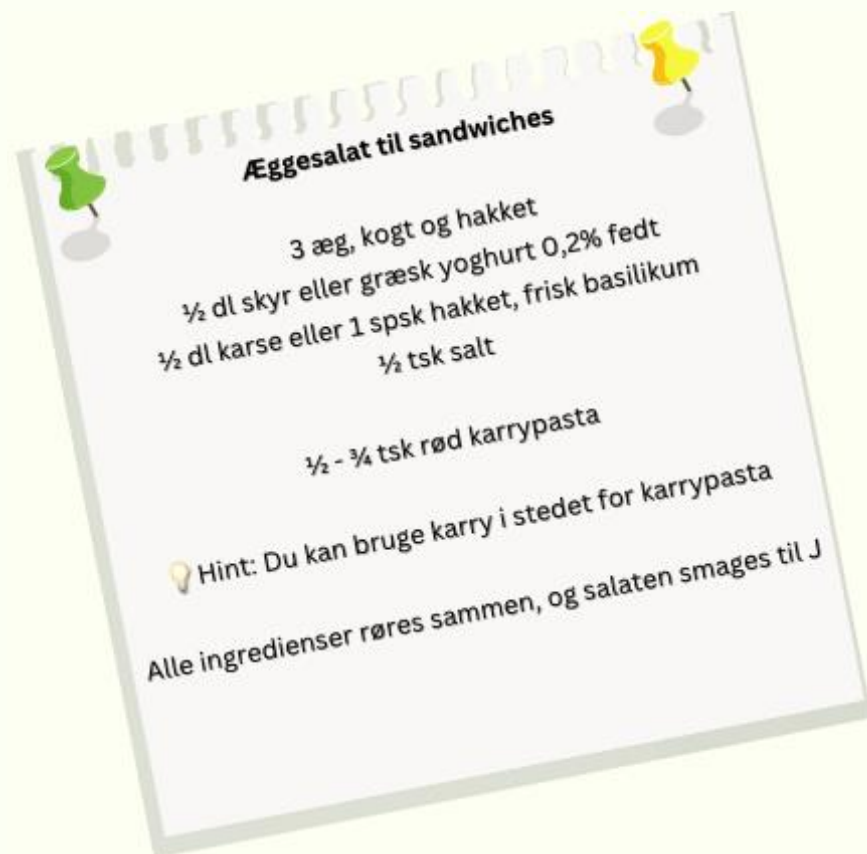 Æggesalat til sandwiches
3 æg, kogt og hakket
½ dl skyr eller græsk yoghurt 0,2% fedt
½ dl karse eller 1 spsk hakket, frisk basilikum
½ tsk salt
½ - ¾ tsk rød karrypasta
💡Hint: Du kan bruge karry i stedet for karrypasta
Alle ingredienser røres sammen, og salaten smages til J